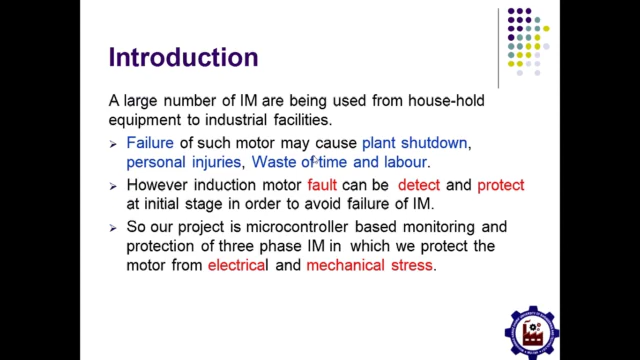 Introduction
A large number of IM are being used from house-hold
equipment to industrial facilities.
Failure of such motor may cause plant shutdown,
personal injuries, Waste of time and labour.
However induction motor fault can be detect and protect
at initial stage in order to avoid failure of IM.
So our project is microcontroller based monitoring and
protection of three phase IM in which we protect the
motor from electrical and mechanical stress.